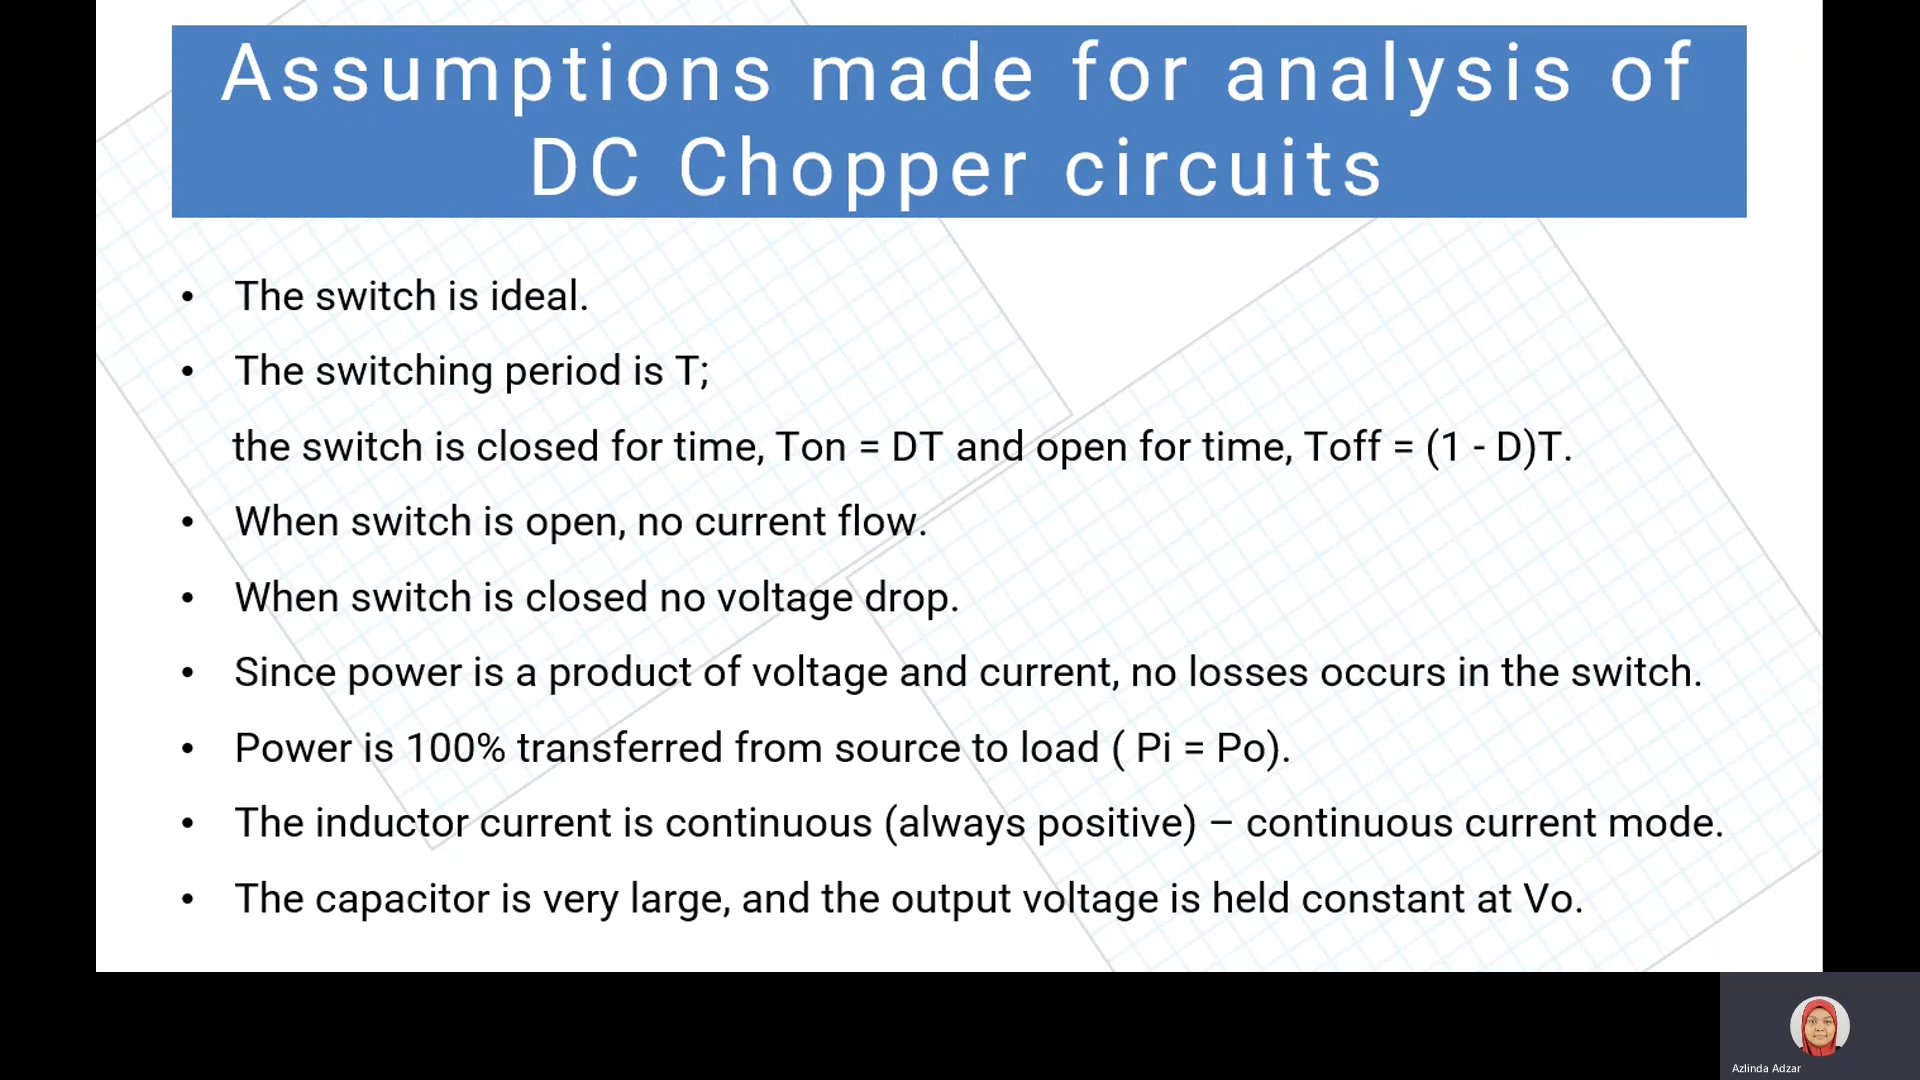 Assumptions made for analysis of
DC Chopper circuits
• The switch is ideal.
• The switching period is T;
the switch is closed for time, Ton = DT and open for time, Toff = (1 - D)T.
• When switch is open, no current flow.
• When switch is closed no voltage drop.
• Since power is a product of voltage and current, no losses occurs in the switch.
• Power is 100% transferred from source to load ( Pi = Po).
• The inductor current is continuous (always positive) – continuous current mode.
• The capacitor is very large, and the output voltage is held constant at Vo.
Azlinda Adzar